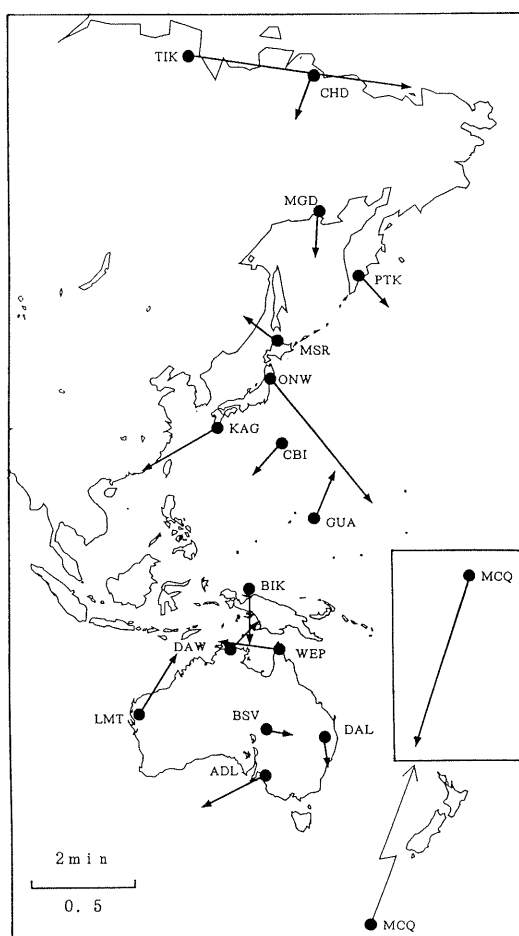 TIK
CHD
MGD
PTK
MSR
ONW
KAG
CBI
GUA
MCQ
BIK
DAW
WEP
LMT
BSV
DAL
ADL
2min
0.5
MCQ